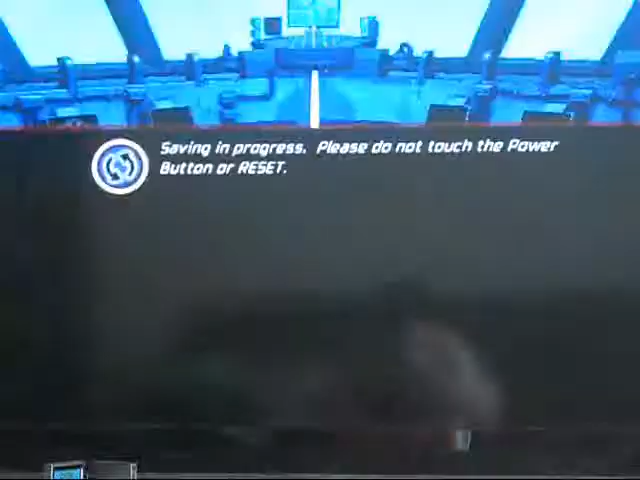 Saving in progress. Please do not touch the Power
Button or RESET.